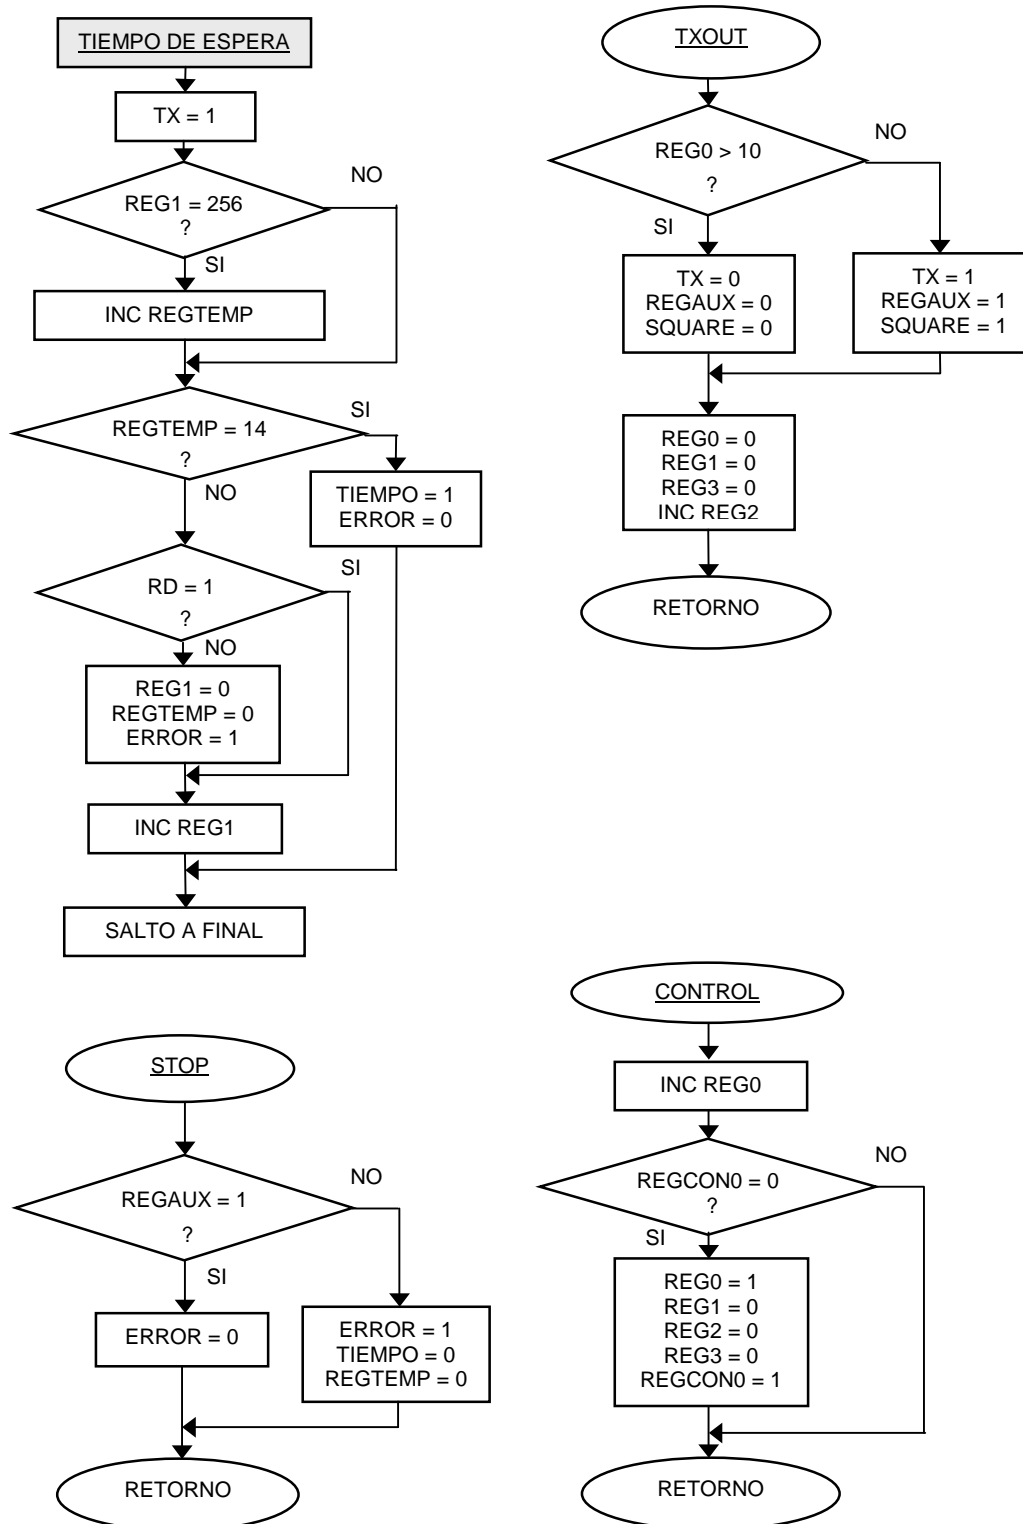 TIEMPO DE ESPERA
TX = 1
REG1 = 256
?
NO
SI
INC REGTEMP
REGTEMP = 14
?
SI
NO
TIEMPO = 1
ERROR = 0
RD = 1
?
SI
NO
REG1 = 0
REGTEMP = 0
ERROR = 1
INC REG1
SALTO A FINAL
TXOUT
REG0 > 10
?
NO
SI
TX = 0
REGAUX = 0
SQUARE = 0
TX = 1
REGAUX = 1
SQUARE = 1
REG0 = 0
REG1 = 0
REG3 = 0
INC REG2
RETORNO
STOP
REGAUX = 1
?
NO
SI
ERROR = 0
ERROR = 1
TIEMPO = 0
REGTEMP = 0
RETORNO
CONTROL
INC REG0
REGCON0 = 0
?
NO
SI
REG0 = 1
REG1 = 0
REG2 = 0
REG3 = 0
REGCON0 = 1
RETORNO